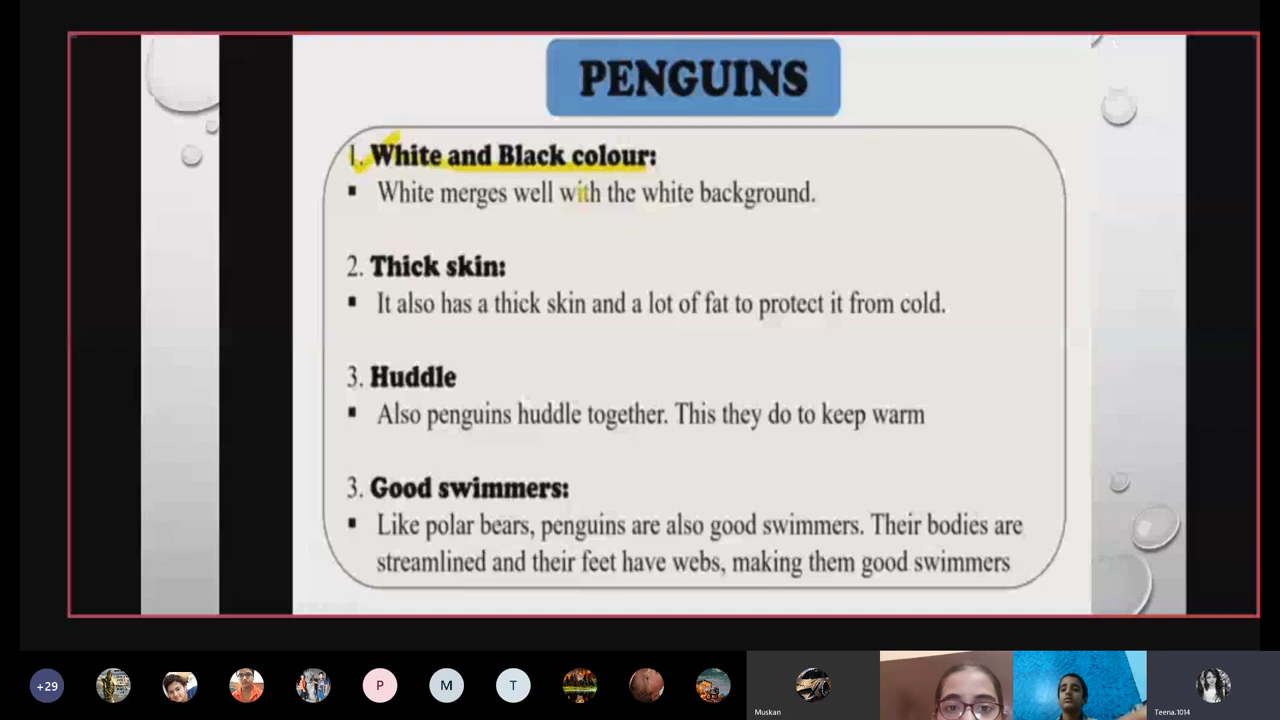 PENGUINS
1. White and Black colour:
▪ White merges well with the white background.
2. Thick skin:
▪ It also has a thick skin and a lot of fat to protect it from cold.
3. Huddle
▪ Also penguins huddle together. This they do to keep warm
3. Good swimmers:
▪ Like polar bears, penguins are also good swimmers. Their bodies are
streamlined and their feet have webs, making them good swimmers
+29
P
M
T
Muskan
Teena.1014